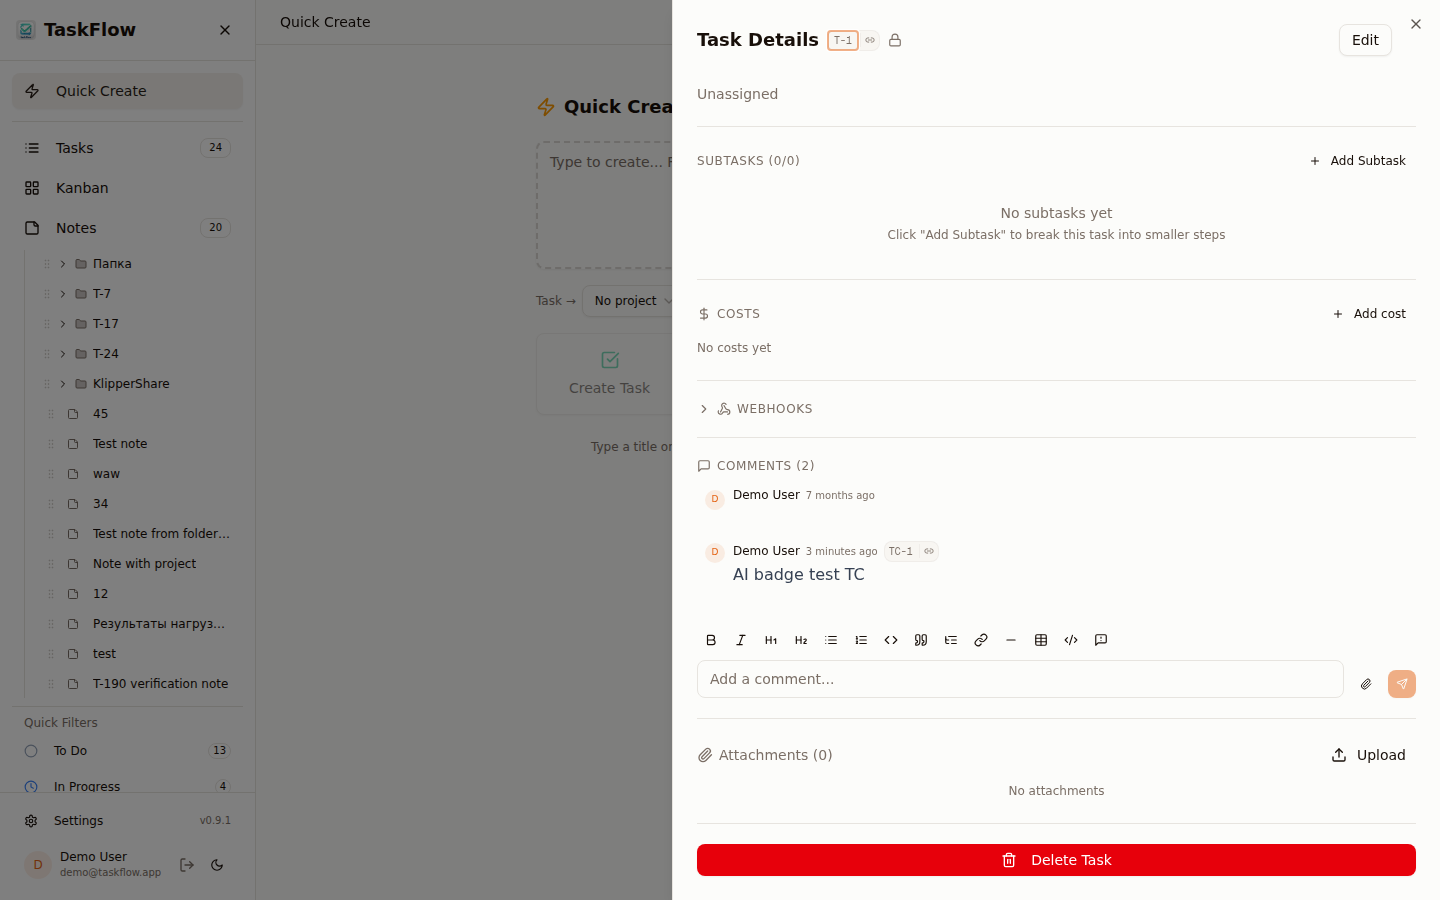 TaskFlow
Quick Create
Tasks 24
Kanban
Notes 20
Папка
T-7
T-17
T-24
KlipperShare
45
Test note
waw
34
Test note from folder...
Note with project
12
Результаты нагруз...
test
T-190 verification note
Quick Filters
To Do 13
In Progress 4
Settings v0.9.1
D Demo User
demo@taskflow.app
Quick Create
Quick Crea
Type to create...
Task → No project
Create Task
Type a title or
Task Details T-1 Edit
Unassigned
SUBTASKS (0/0) + Add Subtask
No subtasks yet
Click "Add Subtask" to break this task into smaller steps
$ COSTS + Add cost
No costs yet
WEBHOOKS
COMMENTS (2)
D Demo User 7 months ago
D Demo User 3 minutes ago TC-1
AI badge test TC
B I H1 H2
Add a comment...
Attachments (0) Upload
No attachments
Delete Task